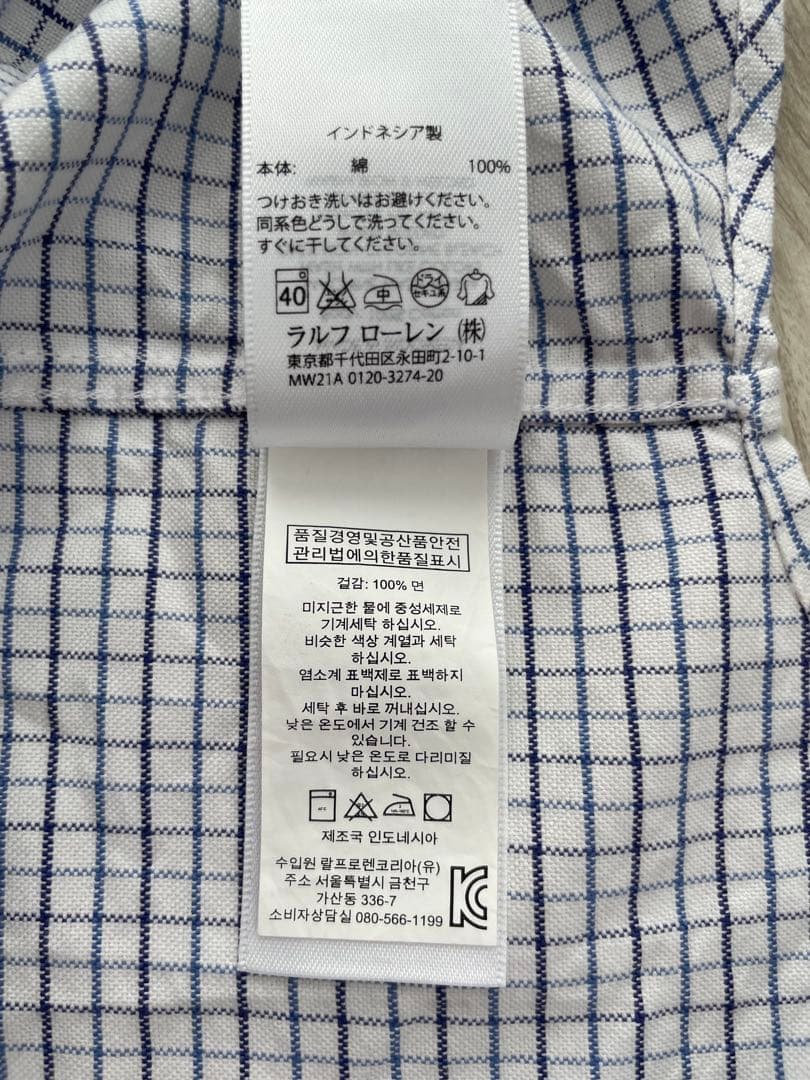 インドネシア製
本体: 綿 100%
つけおき洗いはお避けください。
同系色どうしで洗ってください。
すぐに干してください。
40 中 ドライ セキユ系
ラルフ ローレン (株)
東京都千代田区永田町2-10-1
MW21A 0120-3274-20
품질경영및공산품안전
관리법에의한품질표시
겉감: 100% 면
미지근한 물에 중성세제로
기계세탁 하십시오.
비슷한 색상 계열과 세탁
하십시오.
염소계 표백제로 표백하지
마십시오.
세탁 후 바로 꺼내십시오.
낮은 온도에서 기계 건조 할 수
있습니다.
필요시 낮은 온도로 다리미질
하십시오.
제조국 인도네시아
수입원 랄프로렌코리아(유)
주소 서울특별시 금천구
가산동 336-7
소비자상담실 080-566-1199